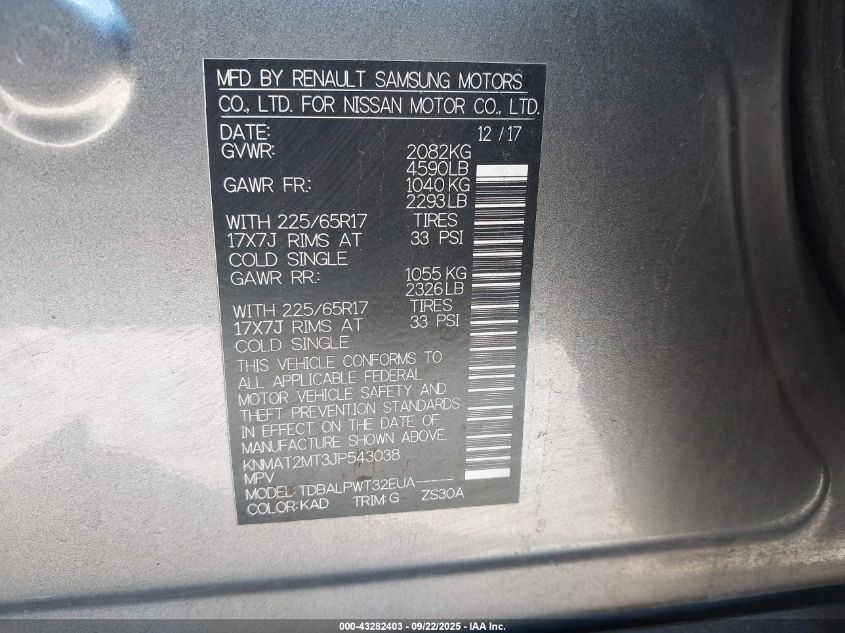 MFD BY RENAULT SAMSUNG MOTORS
CO., LTD. FOR NISSAN MOTOR CO., LTD.
DATE: 12 / 17
GVWR: 2082KG
4590LB
GAWR FR.: 1040 KG
2293LB
WITH 225/65R17 TIRES
17X7J RIMS AT 33 PSI
COLD SINGLE
GAWR RR.: 1055 KG
2326LB
WITH 225/65R17 TIRES
17X7J RIMS AT 33 PSI
COLD SINGLE
THIS VEHICLE CONFORMS TO
ALL APPLICABLE FEDERAL
MOTOR VEHICLE SAFETY AND
THEFT PREVENTION STANDARDS
IN EFFECT ON THE DATE OF
MANUFACTURE SHOWN ABOVE.
KNMAT2MT3JP543038
MPV
MODEL: TDBALPWT32EUA-----
COLOR: KAD TRIM: G ZS30A
000-43282403 - 09/22/2025 - IAA Inc.